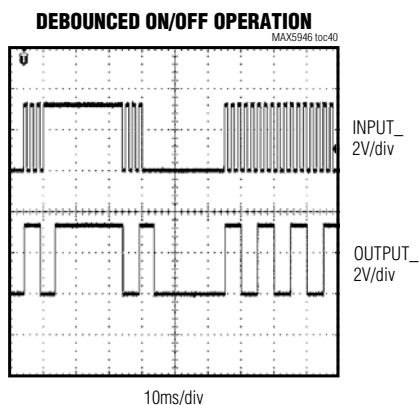 DEBOUNCED ON/OFF OPERATION
MAX5946 toc40
INPUT_
2V/div
OUTPUT_
2V/div
10ms/div